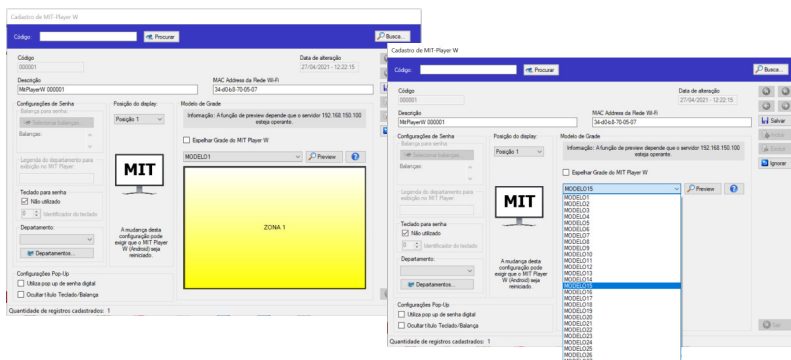 Cadastro de MIT-Player W
Código:
Procurar
Busca...
Código
000001
Data de alteração
27/04/2021 - 12:22:15
Descrição
MitPlayerW 000001
MAC Address da Rede Wi-Fi
34-d0-b8-70-05-07
Configurações de Senha
Balança para senha:
Selecionar balanças...
Balanças:
Legenda do departamento para
exibição no MIT Player:
Teclado para senha
Não utilizado
0
Identificador do teclado
Departamento:
Departamentos...
Posição do display:
Posição 1
MIT
A mudança desta
configuração pode
exigir que o MIT Player
W (Android) seja
reiniciado.
Modelo de Grade
Informação: A função de preview depende que o servidor 192.168.150.100
esteja operante.
Espelhar Grade do MIT Player W
MODELO1
Preview
ZONA 1
Configurações Pop-Up
Utiliza pop up de senha digital
Ocultar título Teclado/Balança
Quantidade de registros cadastrados: 1
Cadastro de MIT-Player W
Código:
Procurar
Busca...
Código
000001
Data de alteração
27/04/2021 - 12:22:15
Descrição
MitPlayerW 000001
MAC Address da Rede Wi-Fi
34-d0-b8-70-05-07
Salvar
Incluir
Excluir
Ignorar
Configurações de Senha
Balança para senha:
Selecionar balanças...
Balanças:
Legenda do departamento para
exibição no MIT Player:
Teclado para senha
Não utilizado
0
Identificador do teclado
Departamento:
Departamentos...
Posição do display:
Posição 1
MIT
A mudança desta
configuração pode
exigir que o MIT Player
W (Android) seja
reiniciado.
Modelo de Grade
Informação: A função de preview depende que o servidor 192.168.150.100
esteja operante.
Espelhar Grade do MIT Player W
MODELO15
Preview
MODELO1
MODELO2
MODELO3
MODELO4
MODELO5
MODELO6
MODELO7
MODELO8
MODELO9
MODELO10
MODELO11
MODELO12
MODELO13
MODELO14
MODELO15
MODELO16
MODELO17
MODELO18
MODELO19
MODELO20
MODELO21
MODELO22
MODELO23
MODELO24
MODELO25
MODELO26
Configurações Pop-Up
Utiliza pop up de senha digital
Ocultar título Teclado/Balança
Sair
Quantidade de registros cadastrados: 1